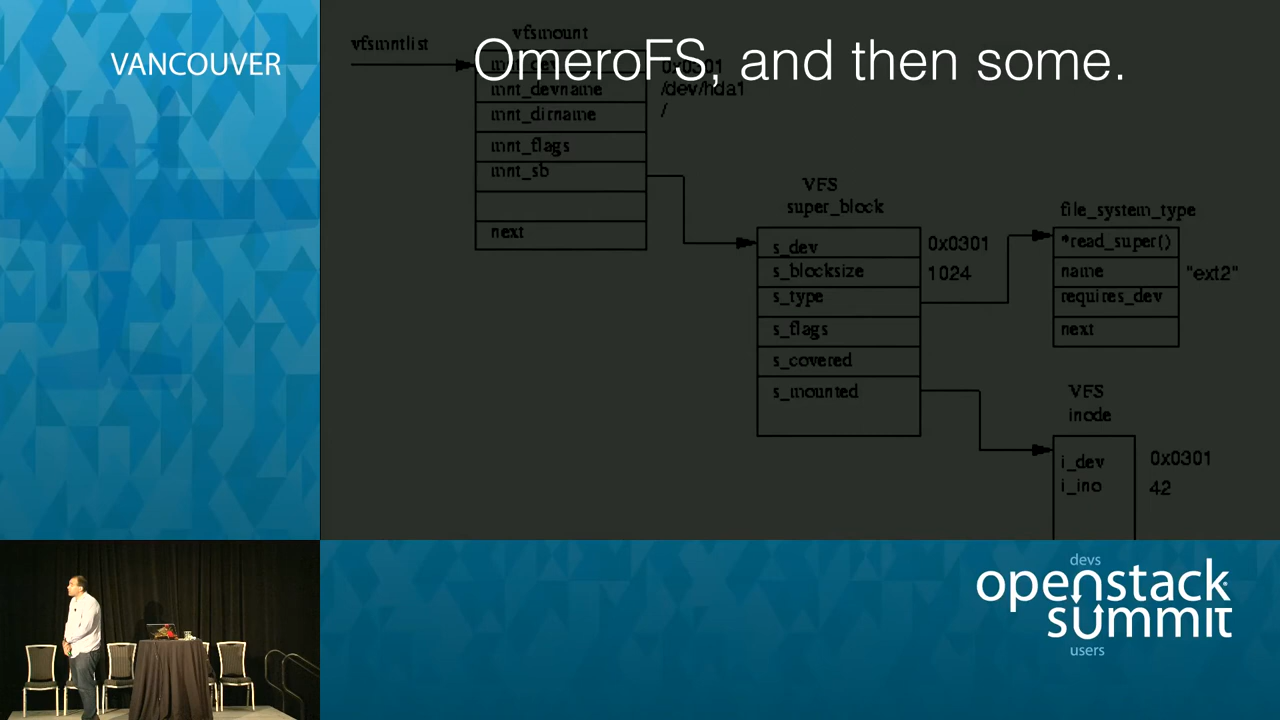 VANCOUVER
OmeroFS, and then some.
vfsmntlist
vfsmount
mnt_dev
0x0301
mnt_devname
/dev/hda1
mnt_dirname
/
mnt_flags
mnt_sb
next
VFS
super_block
s_dev
0x0301
s_blocksize
1024
s_type
s_flags
s_covered
s_mounted
file_system_type
*read_super()
name
"ext2"
requires_dev
next
VFS
inode
i_dev
0x0301
i_ino
42
devs
openstack
summit
users